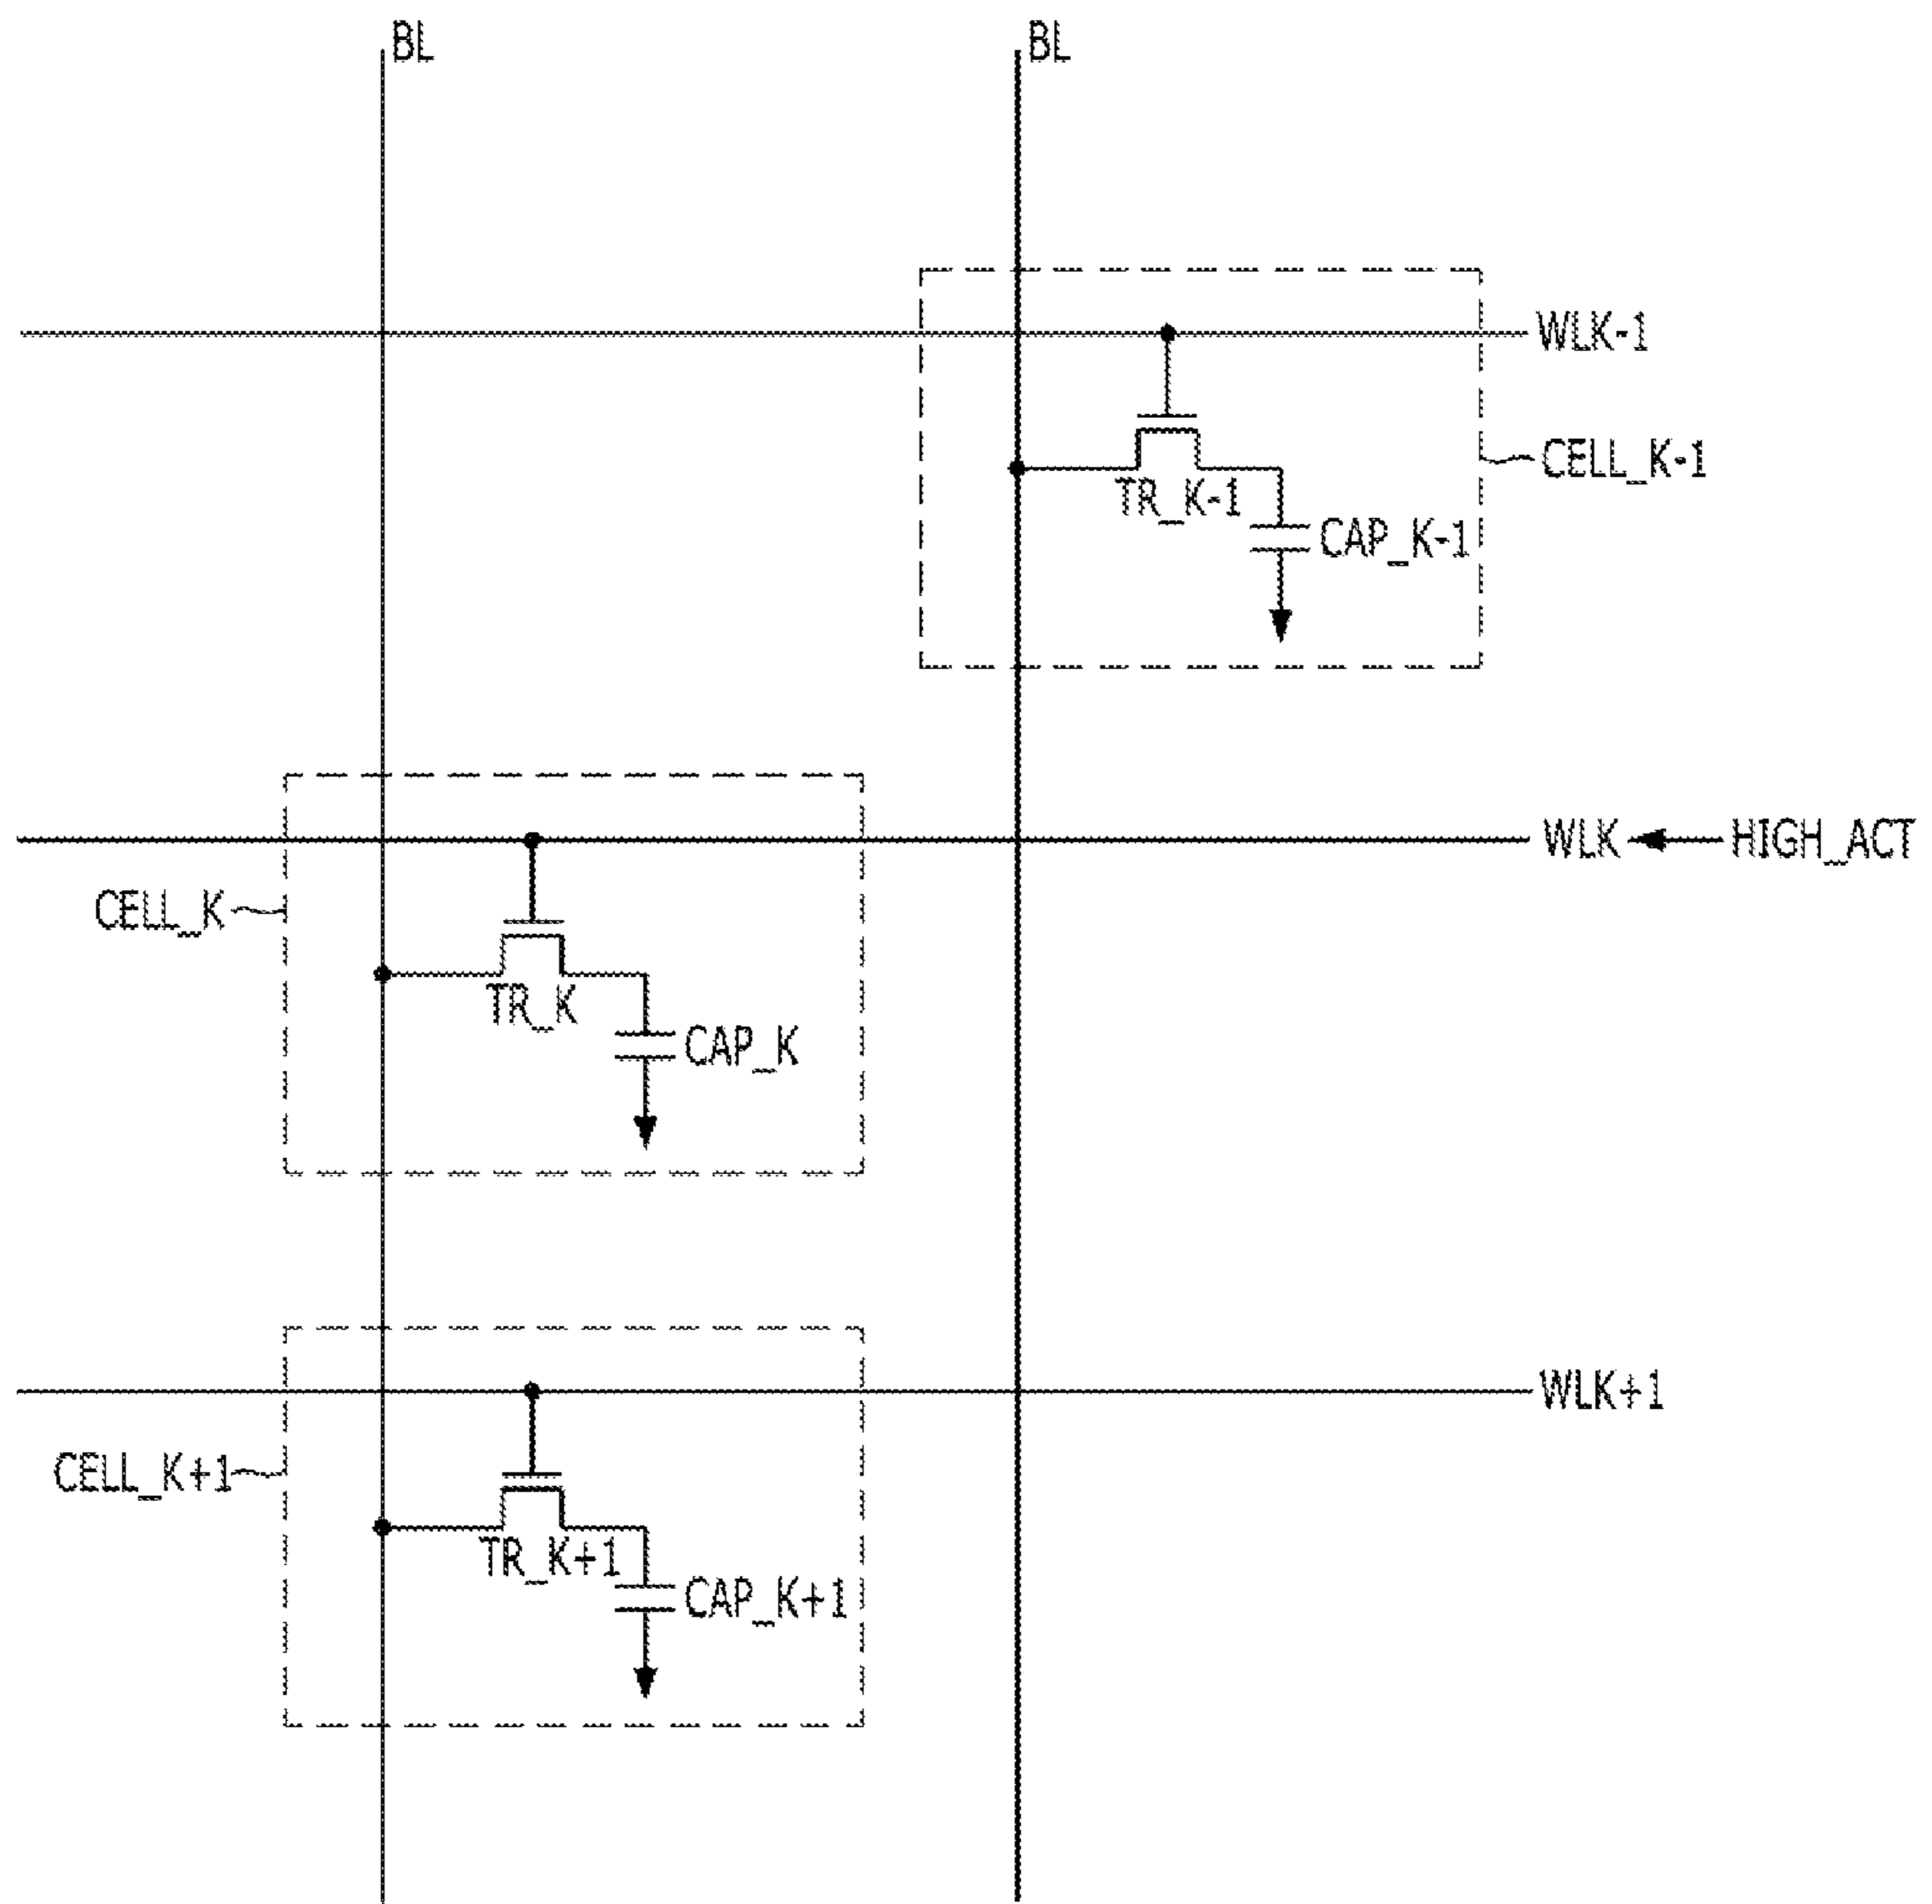 BL
BL
WLK-1
CELL_K-1
TR_K-1
CAP_K-1
WLK
HIGH_ACT
CELL_K
TR_K
CAP_K
WLK+1
CELL_K+1
TR_K+1
CAP_K+1